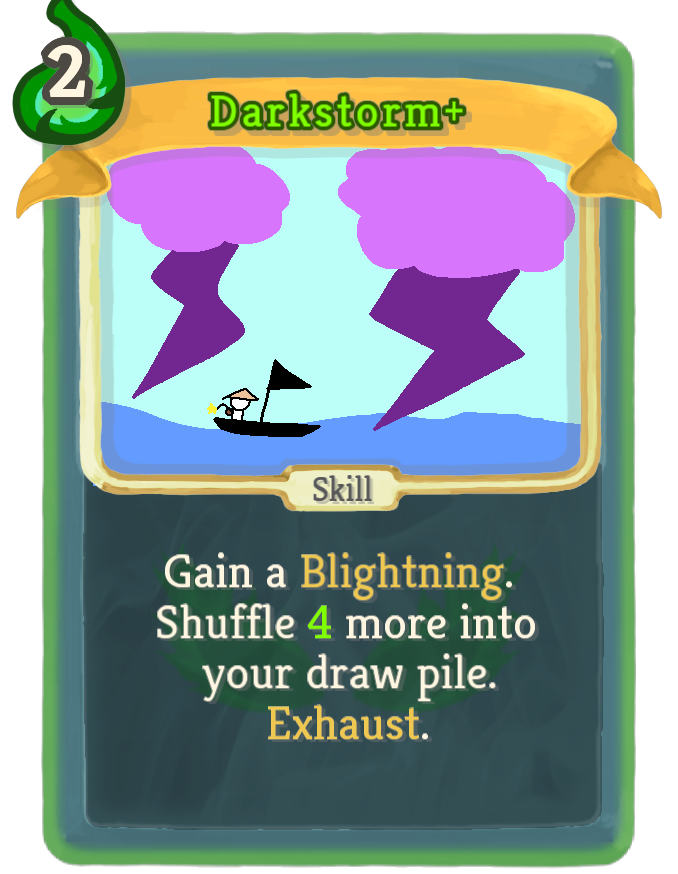 2
Darkstorm+
Skill
Gain a Blightning.
Shuffle 4 more into
your draw pile.
Exhaust.